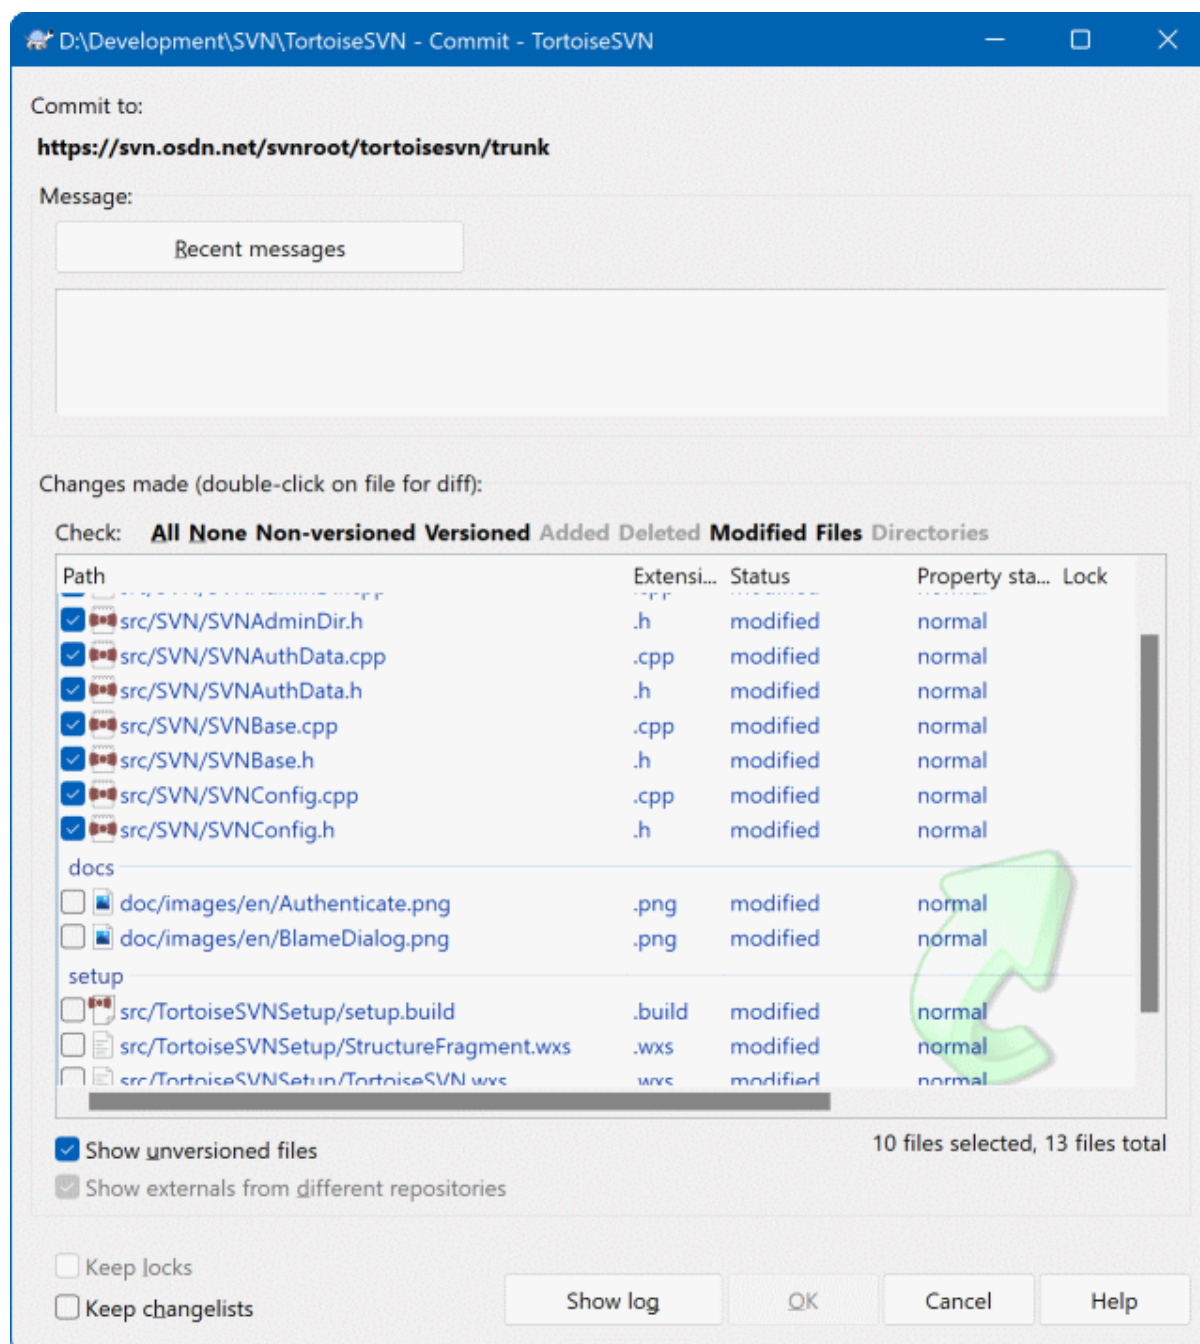 D:\Development\SVN\TortoiseSVN - Commit - TortoiseSVN
Commit to:
https://svn.osdn.net/svnroot/tortoisesvn/trunk
Message:
Recent messages
Changes made (double-click on file for diff):
Check: All None Non-versioned Versioned Added Deleted Modified Files Directories
Path Extensi... Status Property sta... Lock
src/SVN/SVNAdminDir.h .h modified normal
src/SVN/SVNAuthData.cpp .cpp modified normal
src/SVN/SVNAuthData.h .h modified normal
src/SVN/SVNBase.cpp .cpp modified normal
src/SVN/SVNBase.h .h modified normal
src/SVN/SVNConfig.cpp .cpp modified normal
src/SVN/SVNConfig.h .h modified normal
docs
doc/images/en/Authenticate.png .png modified normal
doc/images/en/BlameDialog.png .png modified normal
setup
src/TortoiseSVNSetup/setup.build .build modified normal
src/TortoiseSVNSetup/StructureFragment.wxs .wxs modified normal
src/TortoiseSVNSetup/TortoiseSVN.wxs .wxs modified normal
Show unversioned files
10 files selected, 13 files total
Show externals from different repositories
Keep locks
Keep changelists
Show log
OK
Cancel
Help